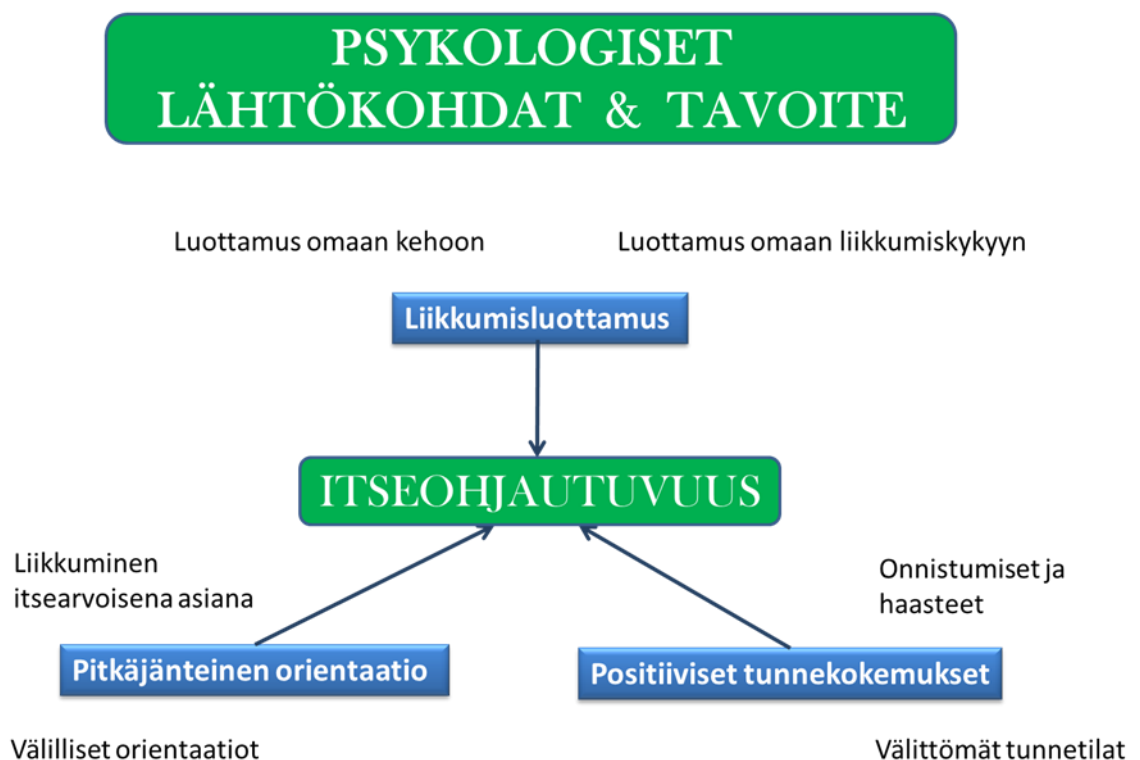 PSYKOLOGISET
LÄHTÖKOHDAT & TAVOITE
Luottamus omaan kehoon
Luottamus omaan liikkumiskykyyn
Liikkumisluottamus
ITSEOHJAUTUVUUS
Liikkuminen
itsearvoisena asiana
Onnistumiset ja
haasteet
Pitkäjänteinen orientaatio
Positiiviset tunnekokemukset
Välilliset orientaatiot
Välittömät tunnetilat